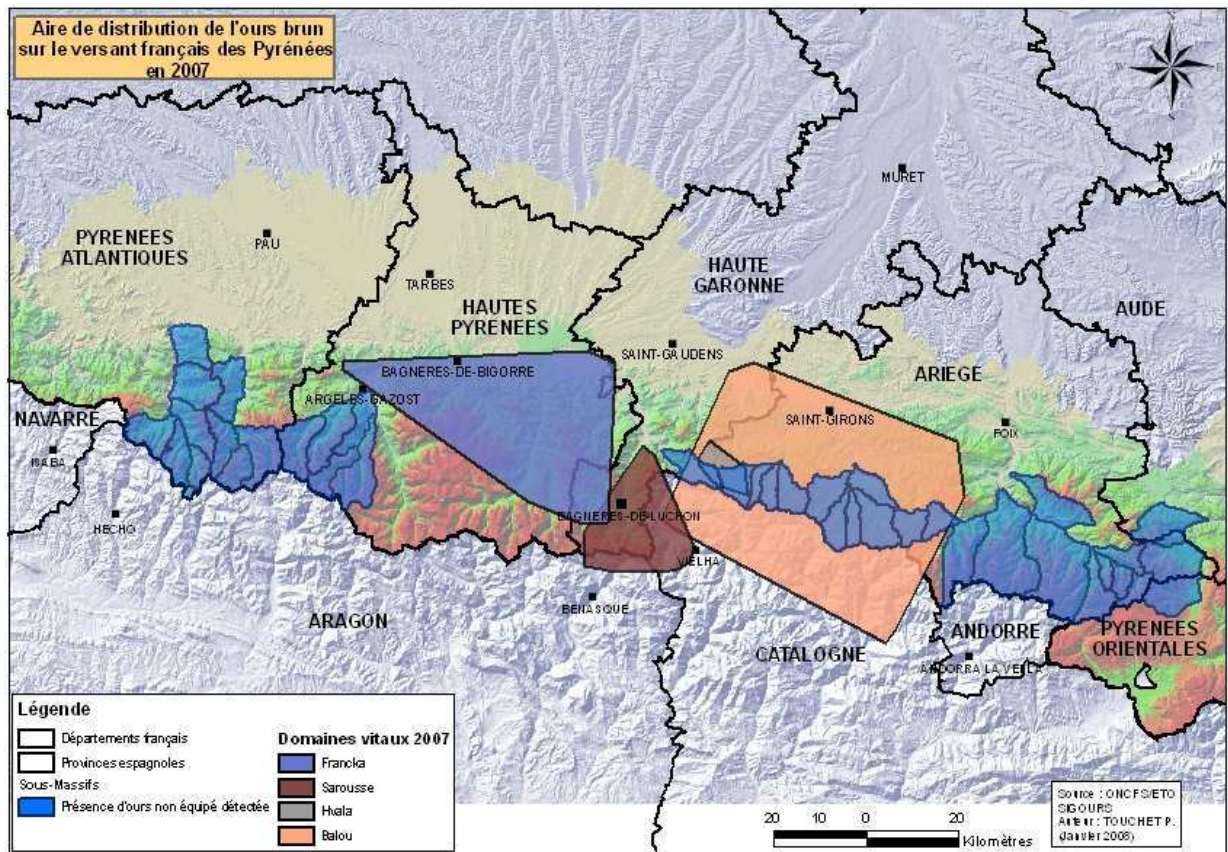 Aire de distribution de l'ours brun
sur le versant français des Pyrénées
en 2007
MURET
PYRENEES
ATLANTIQUES
PAU
TARBES
HAUTE
GARONNE
AUDE
HAUTES
PYRENEES
SAINT-GAUDENS
ARIEGE
BAGNERES-DE-BIGORRE
ARGELES-GAZOST
SAINT-GIRONS
FOIX
NAVARRE
ISABA
HECHO
BAGNERES-DE-LUCHON
VIELHA
BENASQUE
ARAGON
CATALOGNE
ANDORRE
ANDORRA LA VELLA
PYRENEES
ORIENTALES
Légende
Départements français
Provinces espagnoles
Sous-Massifs
Présence d'ours non équipé détectée
Domaines vitaux 2007
Francka
Sarousse
Hvala
Balou
20 10 0 20
Kilomètres
Source : ONCFS/ETO
SIGOURS
Auteur : TOUCHET P.
(Janvier 2008)